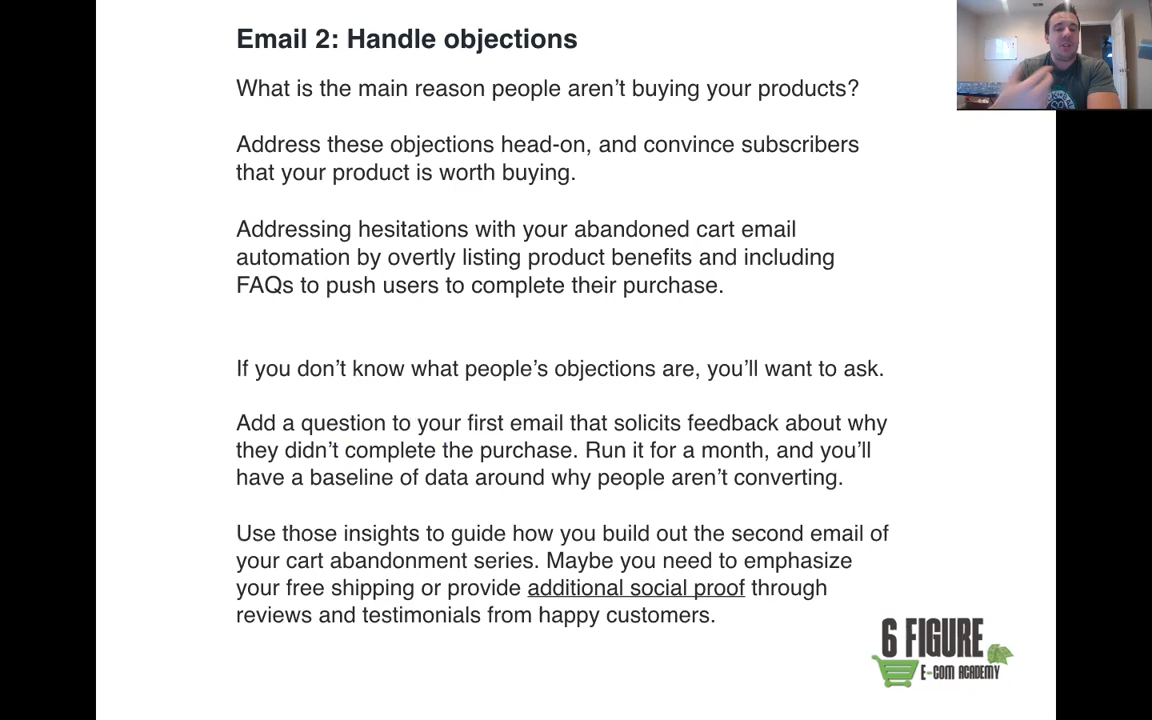 Email 2: Handle objections
What is the main reason people aren’t buying your products?
Address these objections head-on, and convince subscribers
that your product is worth buying.
Addressing hesitations with your abandoned cart email
automation by overtly listing product benefits and including
FAQs to push users to complete their purchase.
If you don’t know what people’s objections are, you’ll want to ask.
Add a question to your first email that solicits feedback about why
they didn’t complete the purchase. Run it for a month, and you’ll
have a baseline of data around why people aren’t converting.
Use those insights to guide how you build out the second email of
your cart abandonment series. Maybe you need to emphasize
your free shipping or provide additional social proof through
reviews and testimonials from happy customers.
6 FIGURE
E-COM ACADEMY